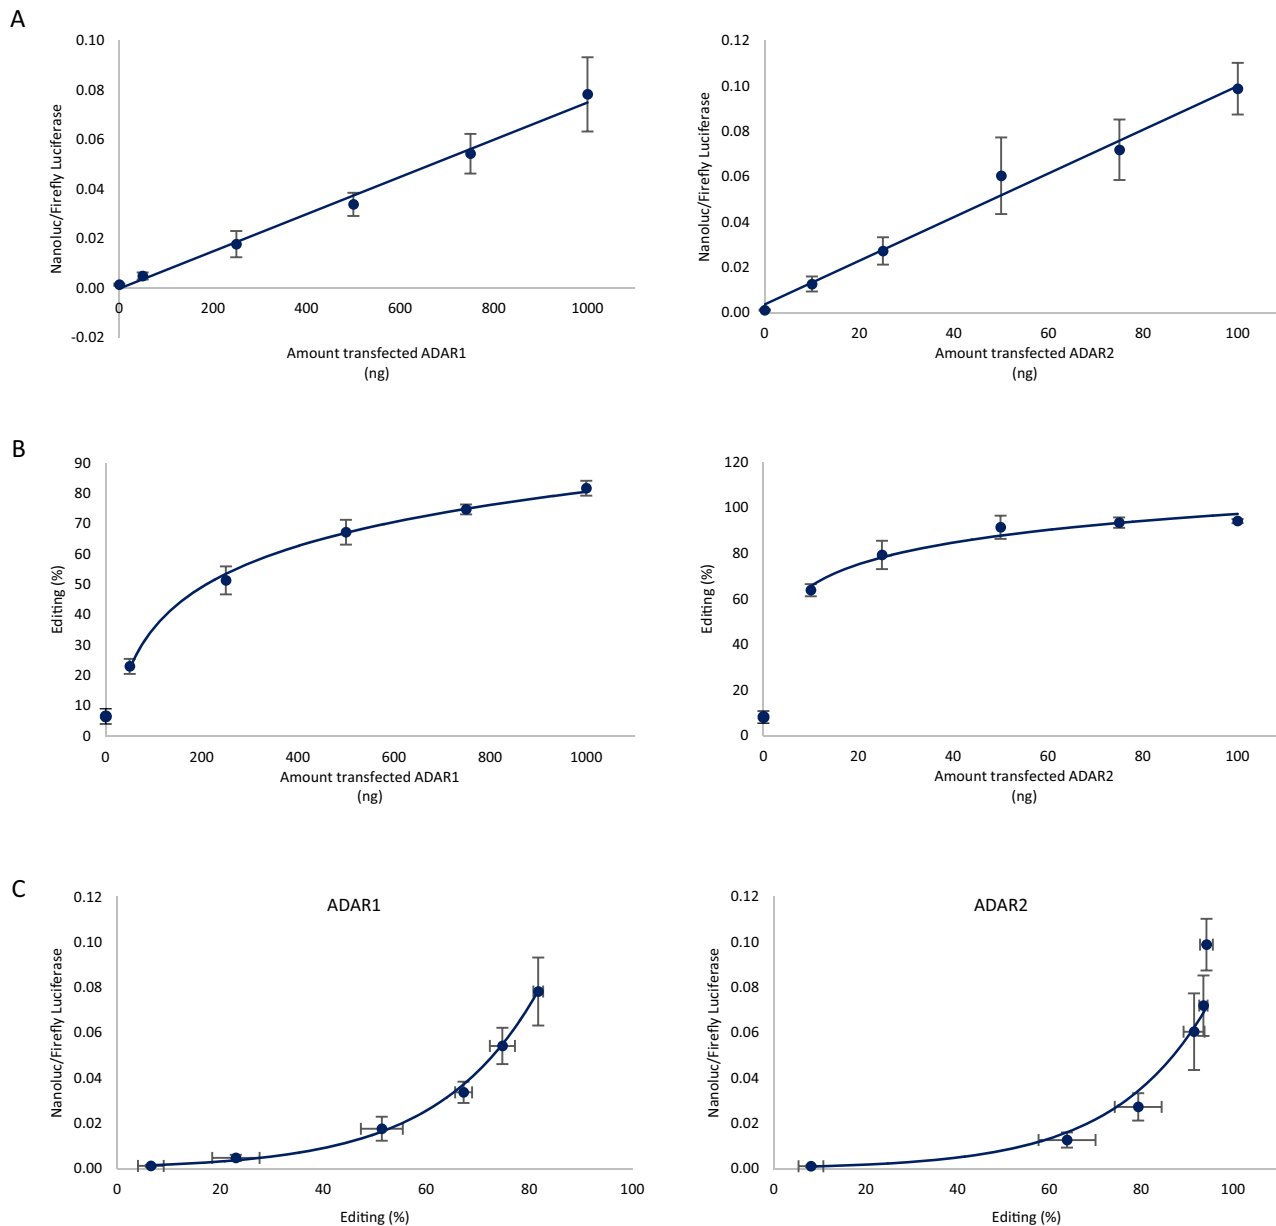 A
0.10
0.08
0.06
0.04
0.02
0.00
-0.02
Nanoluc/Firefly Luciferase
0 200 400 600 800 1000
Amount transfected ADAR1
(ng)
0.12
0.10
0.08
0.06
0.04
0.02
0.00
Nanoluc/Firefly Luciferase
0 20 40 60 80 100
Amount transfected ADAR2
(ng)
B
90
80
70
60
50
40
30
20
10
0
Editing (%)
0 200 400 600 800 1000
Amount transfected ADAR1
(ng)
120
100
80
60
40
20
0
Editing (%)
0 20 40 60 80 100
Amount transfected ADAR2
(ng)
C
ADAR1
0.12
0.10
0.08
0.06
0.04
0.02
0.00
Nanoluc/Firefly Luciferase
0 20 40 60 80 100
Editing (%)
ADAR2
0.12
0.10
0.08
0.06
0.04
0.02
0.00
Nanoluc/Firefly Luciferase
0 20 40 60 80 100
Editing (%)